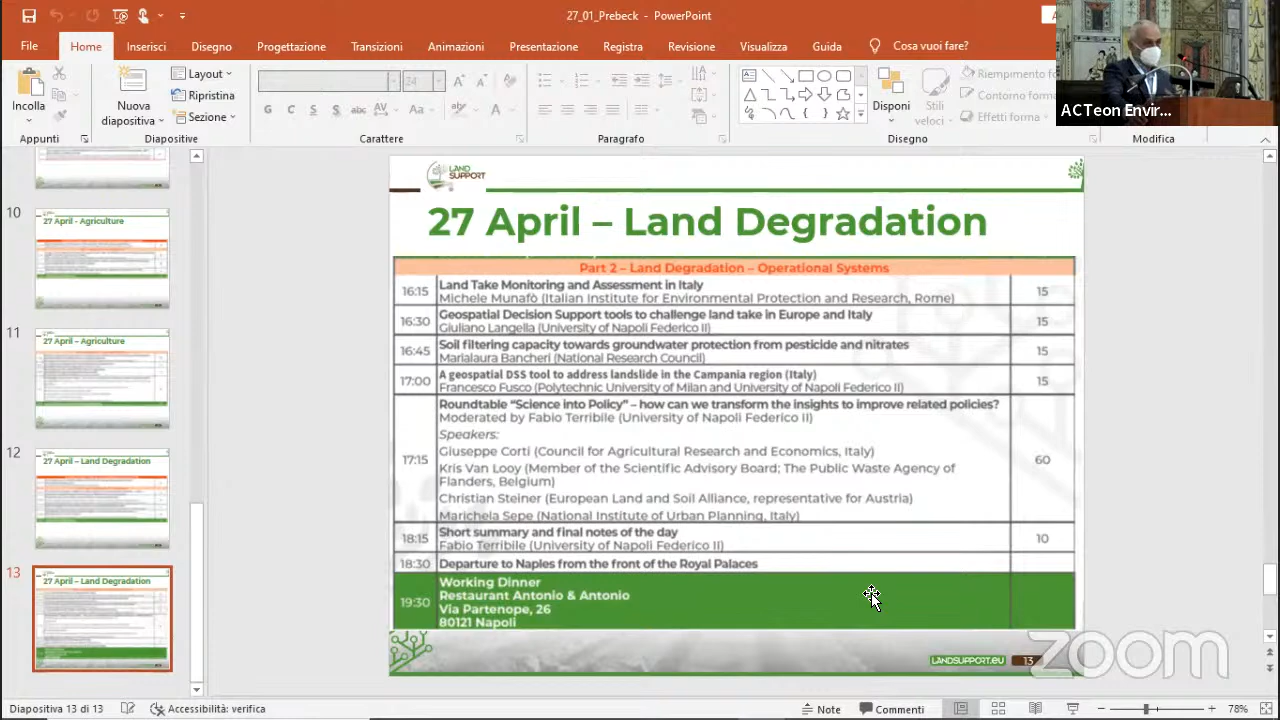 27_01_Prebeck - PowerPoint
File Home Inserisci Disegno Progettazione Transizioni Animazioni Presentazione Registra Revisione Visualizza Guida Cosa vuoi fare?
Incolla
Appunti
Nuova diapositiva
Layout
Ripristina
Sezione
Diapositive
G C S S abc AV Aa
Carattere
Paragrafo
Disponi
Stili veloci
Riempimento
Contorno forma
Effetti forma
Disegno
Modifica
ACTeon Envir...
10
27 April - Agriculture
11
27 April - Agriculture
12
27 April - Land Degradation
13
27 April - Land Degradation
LAND
SUPPORT
27 April – Land Degradation
Part 2 – Land Degradation – Operational Systems
16:15 Land Take Monitoring and Assessment in Italy 15
Michele Munafò (Italian Institute for Environmental Protection and Research, Rome)
16:30 Geospatial Decision Support tools to challenge land take in Europe and Italy 15
Giuliano Langella (University of Napoli Federico II)
16:45 Soil filtering capacity towards groundwater protection from pesticide and nitrates 15
Marialaura Bancheri (National Research Council)
17:00 A geospatial DSS tool to address landslide in the Campania region (Italy) 15
Francesco Fusco (Polytechnic University of Milan and University of Napoli Federico II)
17:15 Roundtable “Science into Policy” – how can we transform the insights to improve related policies? 60
Moderated by Fabio Terribile (University of Napoli Federico II)
Speakers:
Giuseppe Corti (Council for Agricultural Research and Economics, Italy)
Kris Van Looy (Member of the Scientific Advisory Board; The Public Waste Agency of
Flanders, Belgium)
Christian Steiner (European Land and Soil Alliance, representative for Austria)
Marichela Sepe (National Institute of Urban Planning, Italy)
18:15 Short summary and final notes of the day 10
Fabio Terribile (University of Napoli Federico II)
18:30 Departure to Naples from the front of the Royal Palaces
19:30 Working Dinner
Restaurant Antonio & Antonio
Via Partenope, 26
80121 Napoli
LANDSUPPORT.EU 13
zoom
Diapositiva 13 di 13 Accessibilità: verifica Note Commenti 78%